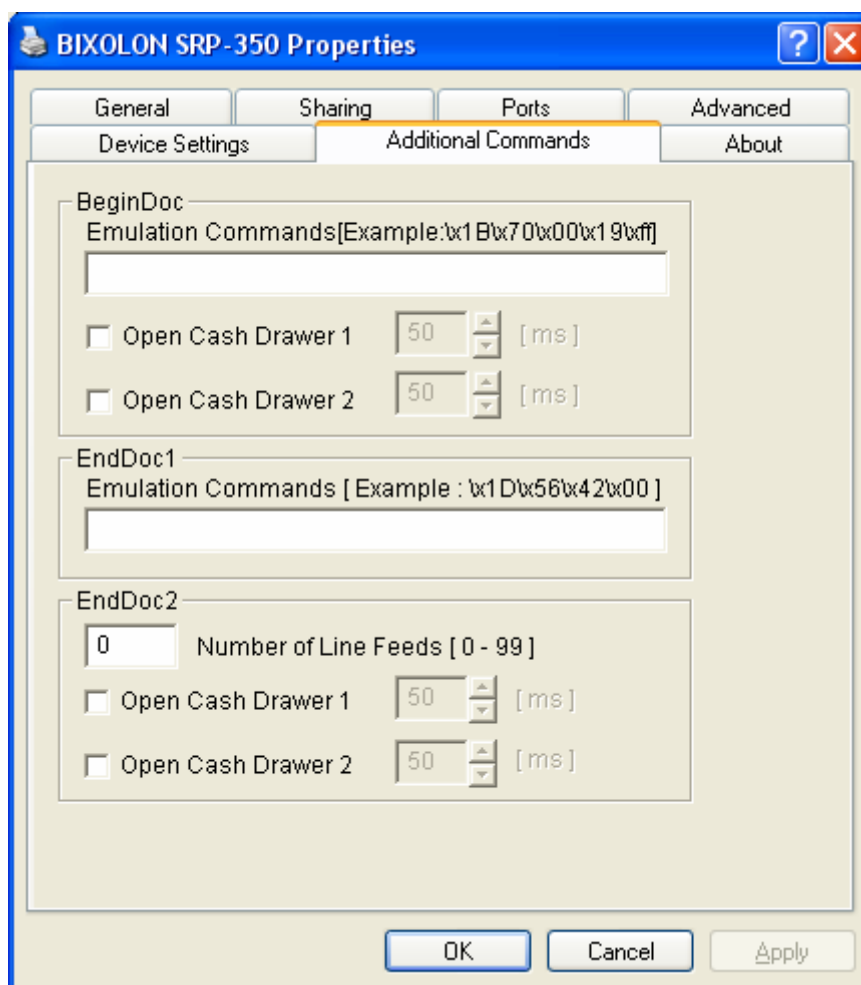 BIXOLON SRP-350 Properties
General Sharing Ports Advanced
Device Settings Additional Commands About
BeginDoc
Emulation Commands[Example:\x1B\x70\x00\x19\xff]
Open Cash Drawer 1 50 [ms]
Open Cash Drawer 2 50 [ms]
EndDoc1
Emulation Commands [ Example : \x1D\x56\x42\x00 ]
EndDoc2
0 Number of Line Feeds [ 0 - 99 ]
Open Cash Drawer 1 50 [ms]
Open Cash Drawer 2 50 [ms]
OK Cancel Apply